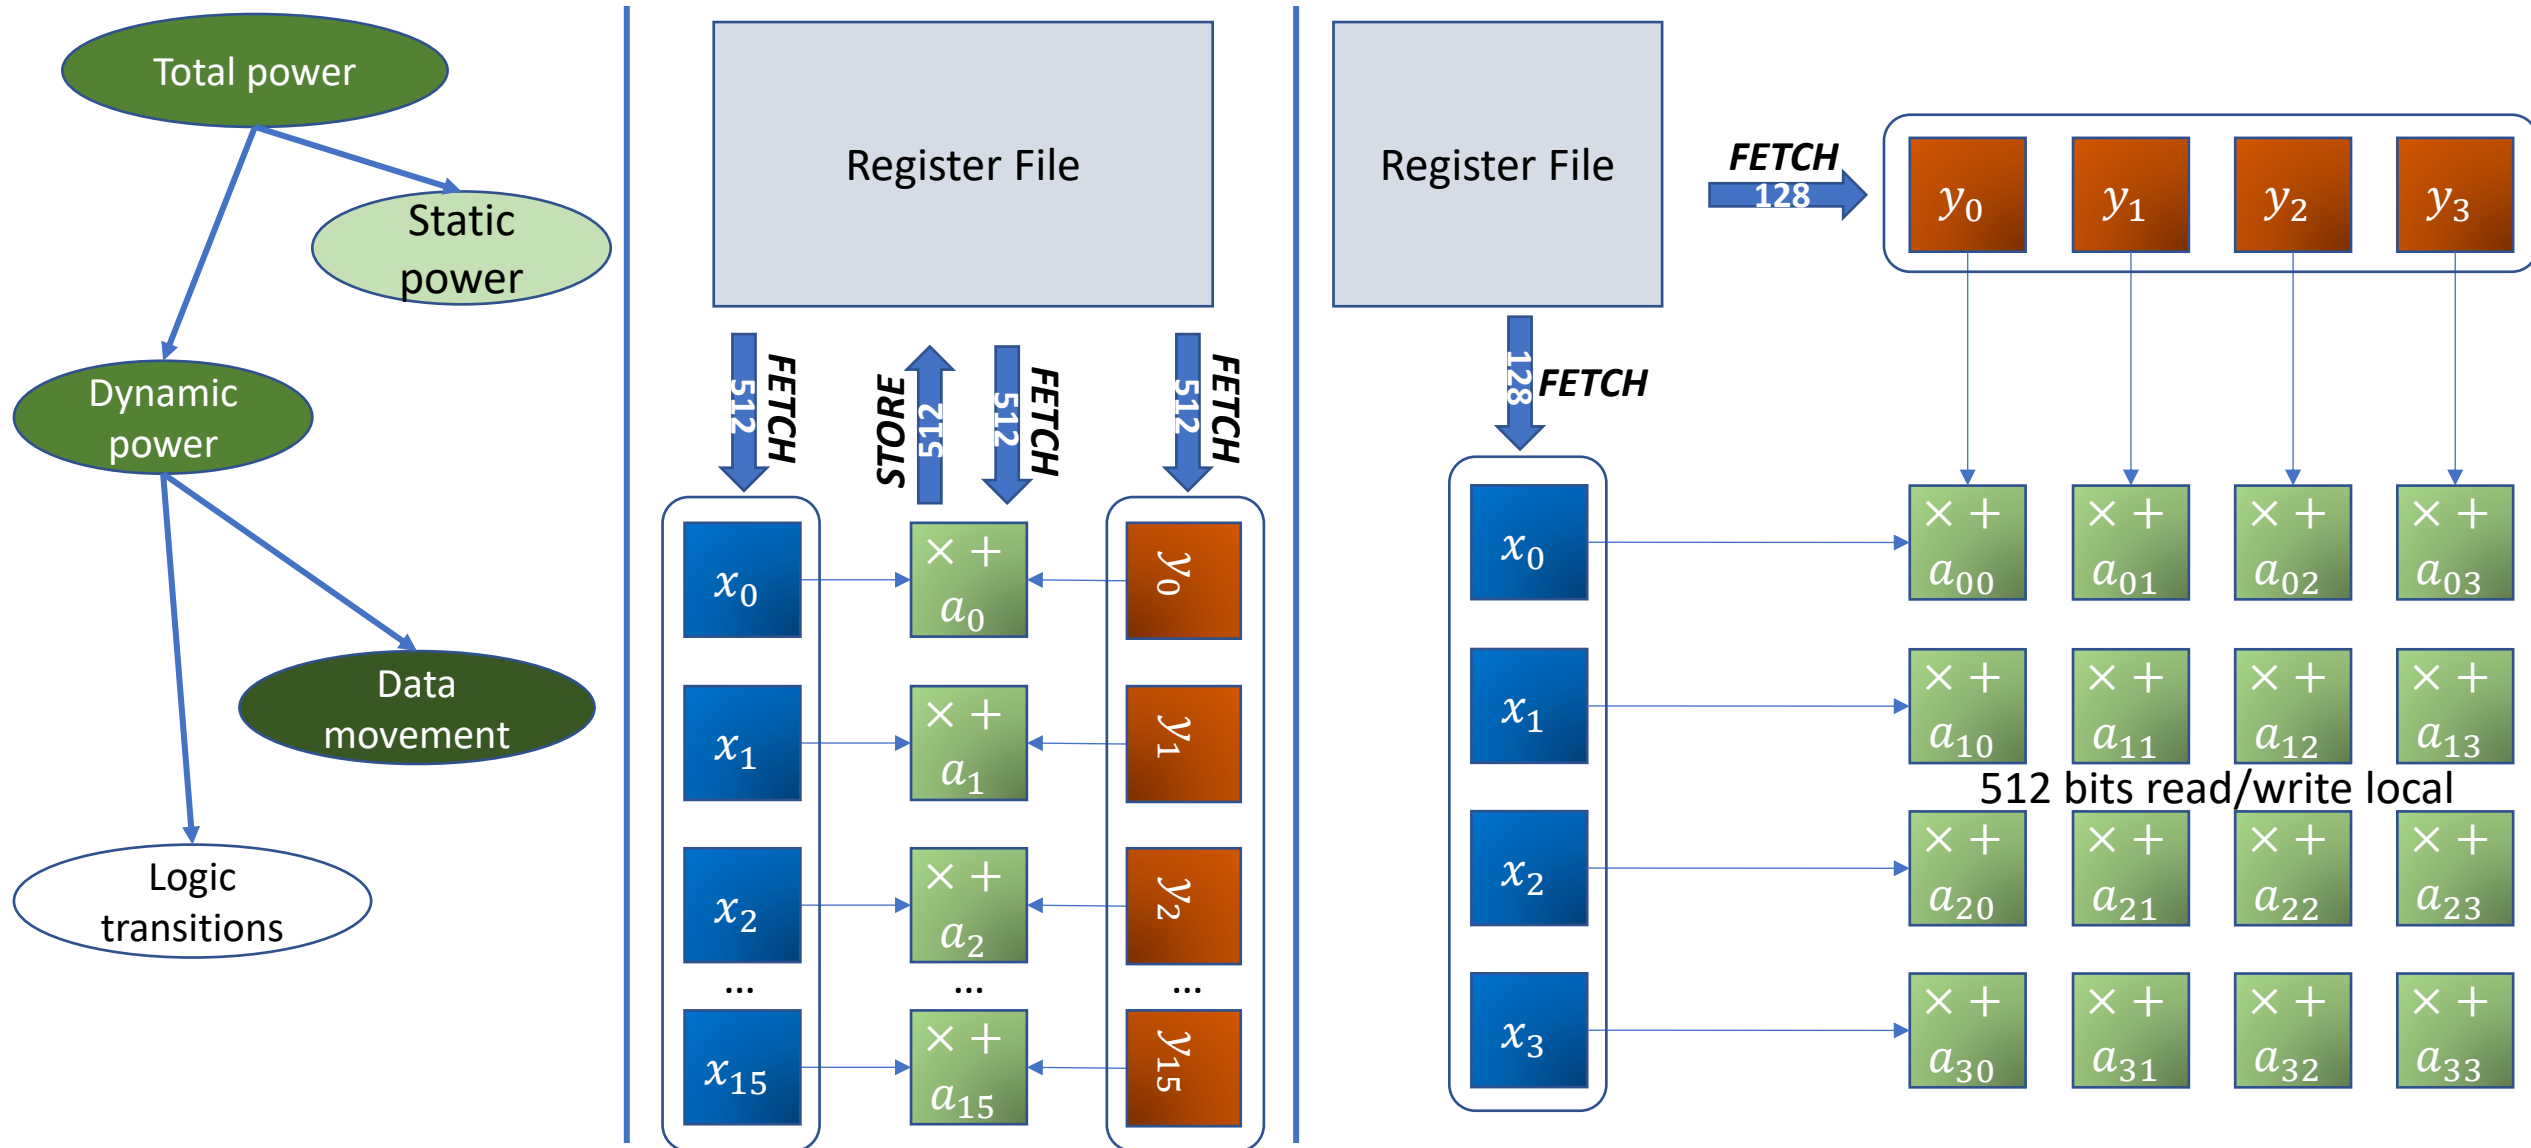 Total power
Static
power
Dynamic
power
Data
movement
Logic
transitions
Register File
512
FETCH
STORE
512
512
FETCH
512
FETCH
x₀
× +
a₀
y₀
x₁
× +
a₁
y₁
x₂
× +
a₂
y₂
... ... ...
x₁₅
× +
a₁₅
y₁₅
Register File
FETCH
128
y₀ y₁ y₂ y₃
128
FETCH
x₀
× + × + × + × +
a₀₀ a₀₁ a₀₂ a₀₃
x₁
× + × + × + × +
a₁₀ a₁₁ a₁₂ a₁₃
512 bits read/write local
x₂
× + × + × + × +
a₂₀ a₂₁ a₂₂ a₂₃
x₃
× + × + × + × +
a₃₀ a₃₁ a₃₂ a₃₃